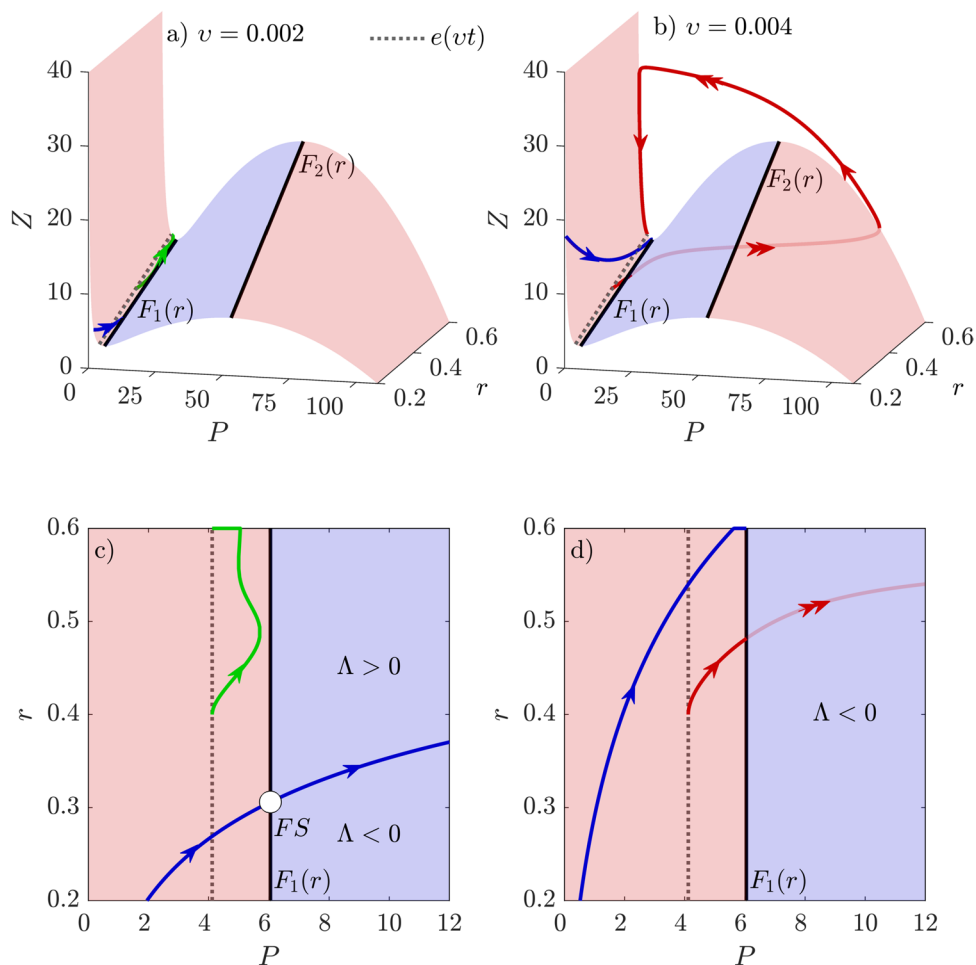 a) υ = 0.002
e(υt)
b) υ = 0.004
Z
40
30
20
10
0
F₂(r)
F₁(r)
0 25 50 75 100
P
0.2 0.4 0.6
r
Z
40
30
20
10
0
F₂(r)
F₁(r)
0 25 50 75 100
P
0.2 0.4 0.6
r
c)
r
0.6
0.5
0.4
0.3
0.2
Λ > 0
FS
Λ < 0
F₁(r)
0 2 4 6 8 10 12
P
d)
r
0.6
0.5
0.4
0.3
0.2
Λ < 0
F₁(r)
0 2 4 6 8 10 12
P